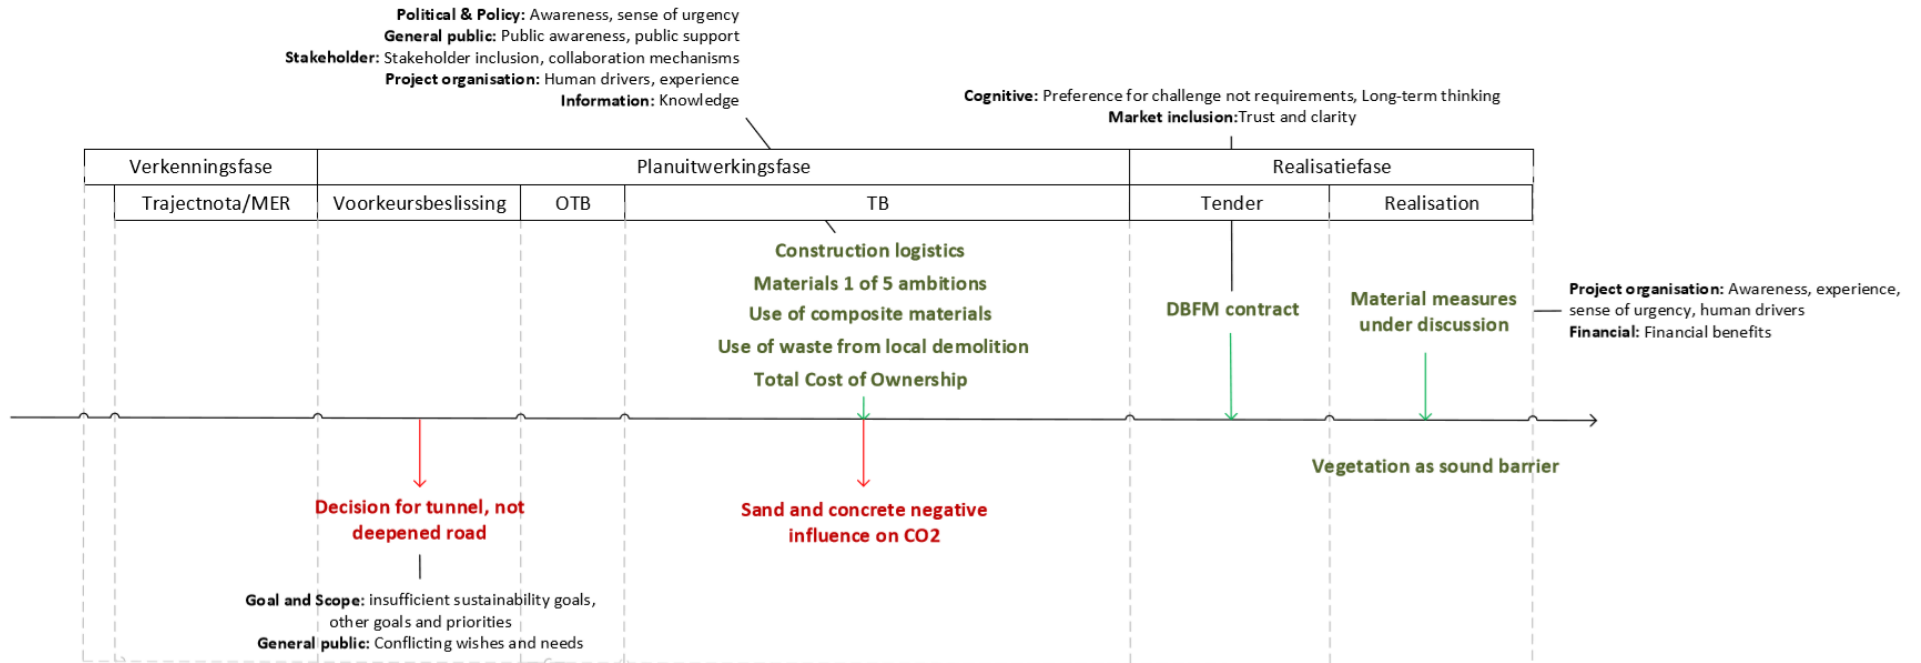 Political & Policy: Awareness, sense of urgency
General public: Public awareness, public support
Stakeholder: Stakeholder inclusion, collaboration mechanisms
Project organisation: Human drivers, experience
Information: Knowledge
Cognitive: Preference for challenge not requirements, Long-term thinking
Market inclusion:Trust and clarity
Verkenningsfase
Planuitwerkingsfase
Realisatiefase
Trajectnota/MER
Voorkeursbeslissing
OTB
TB
Tender
Realisation
Construction logistics
Materials 1 of 5 ambitions
Use of composite materials
Use of waste from local demolition
Total Cost of Ownership
DBFM contract
Material measures
under discussion
Project organisation: Awareness, experience,
sense of urgency, human drivers
Financial: Financial benefits
Vegetation as sound barrier
Decision for tunnel, not
deepened road
Sand and concrete negative
influence on CO2
Goal and Scope: insufficient sustainability goals,
other goals and priorities
General public: Conflicting wishes and needs